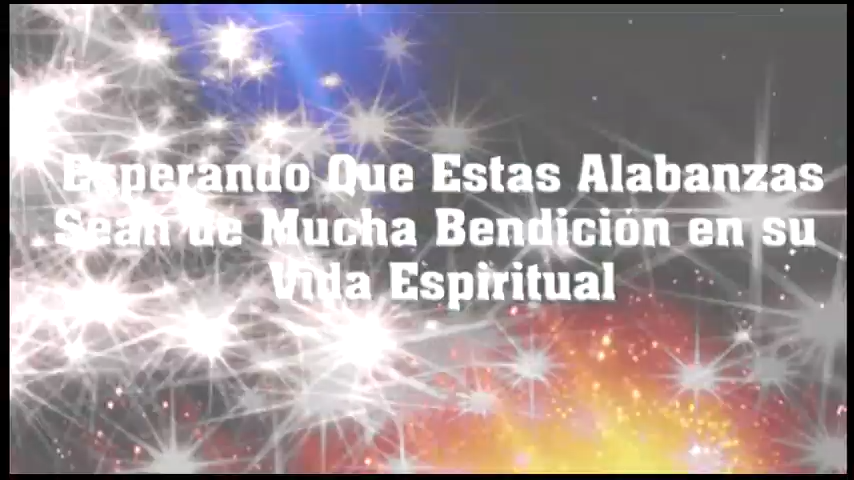 Esperando Que Estas Alabanzas
Sean de Mucha Bendición en su
Vida Espiritual